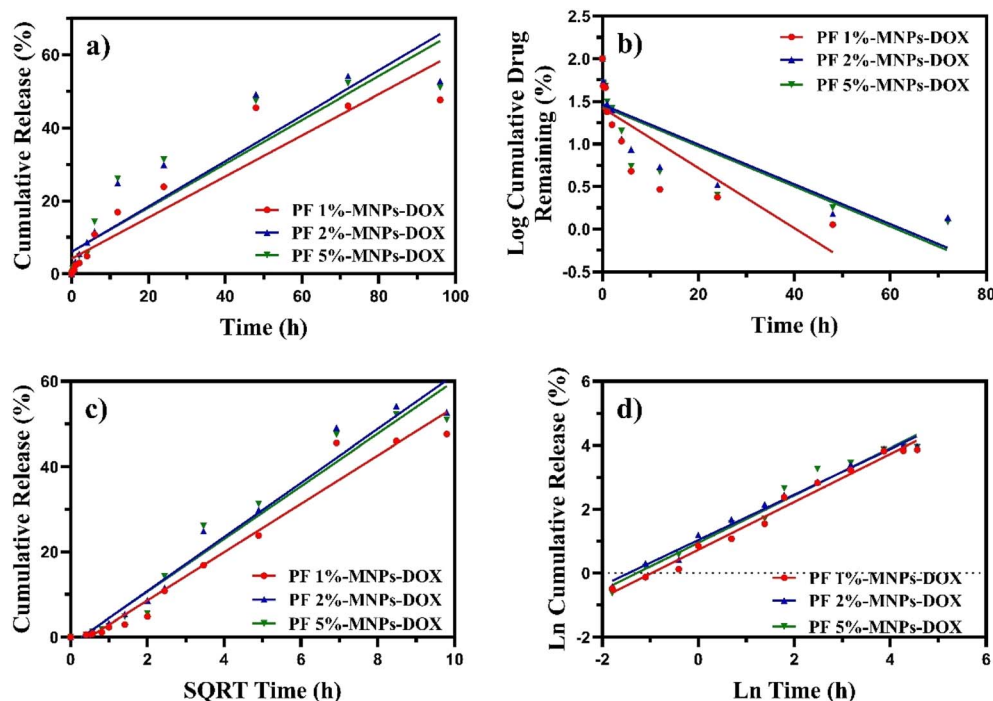 a)
Cumulative Release (%)
60
40
20
0
0 20 40 60 80 100
Time (h)
PF 1%-MNPs-DOX
PF 2%-MNPs-DOX
PF 5%-MNPs-DOX
b)
Log Cumulative Drug
Remaining (%)
2.5
2.0
1.5
1.0
0.5
0.0
-0.5
0 20 40 60 80
Time (h)
PF 1%-MNPs-DOX
PF 2%-MNPs-DOX
PF 5%-MNPs-DOX
c)
Cumulative Release (%)
60
40
20
0
0 2 4 6 8 10
SQRT Time (h)
PF 1%-MNPs-DOX
PF 2%-MNPs-DOX
PF 5%-MNPs-DOX
d)
Ln Cumulative Release (%)
6
4
2
0
-2
-2 0 2 4 6
Ln Time (h)
PF 1%-MNPs-DOX
PF 2%-MNPs-DOX
PF 5%-MNPs-DOX